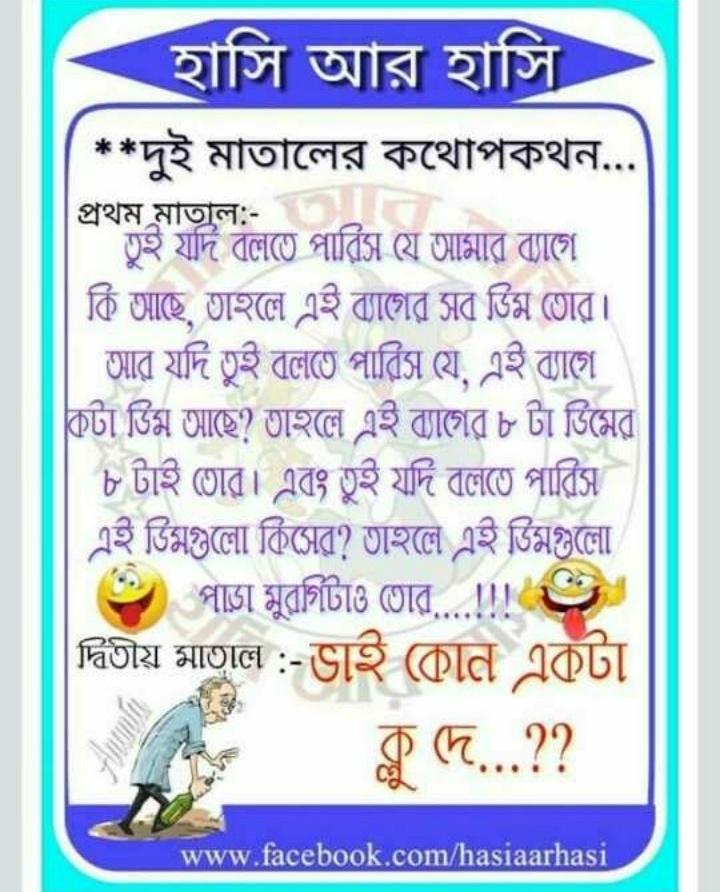 হাসি আর হাসি
**দুই মাতালের কথোপকথন...
প্রথম মাতাল:-
তুই যদি বলতে পারিস যে আমার ব্যাগে
কি আছে, তাহলে এই ব্যাগের সব ডিম তোর।
আর যদি তুই বলতে পারিস যে, এই ব্যাগে
কটা ডিম আছে? তাহলে এই ব্যাগের ৮ টা ডিমের
৮ টাই তোর। এবং তুই যদি বলতে পারিস
এই ডিমগুলো কিসের? তাহলে এই ডিমগুলো
পাড়া মুরগিটাও তোর....!!!
দ্বিতীয় মাতাল :- ভাই কোন একটা
ক্লু দে...??
www.facebook.com/hasiaarhasi